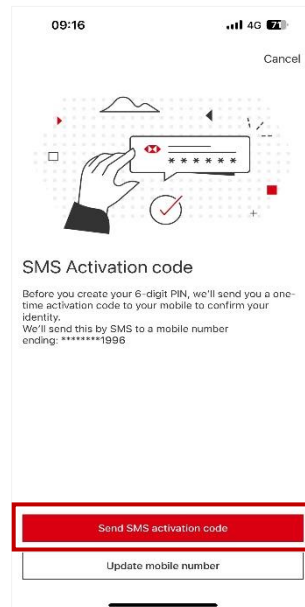 09:16
4G 71
Cancel
******
SMS Activation code
Before you create your 6-digit PIN, we'll send you a one-
time activation code to your mobile to confirm your
identity.
We'll send this by SMS to a mobile number
ending: ********1996
Send SMS activation code
Update mobile number